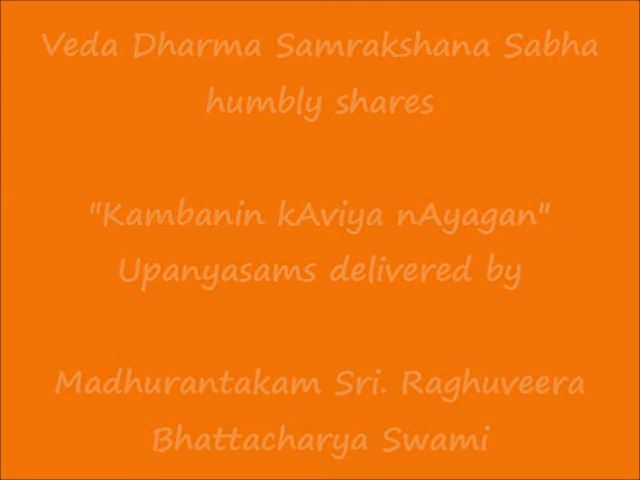 Veda Dharma Samrakshana Sabha
humbly shares
"Kambanin kAviya nAyagan"
Upanyasams delivered by
Madhurantakam Sri. Raghuveera
Bhattacharya Swami